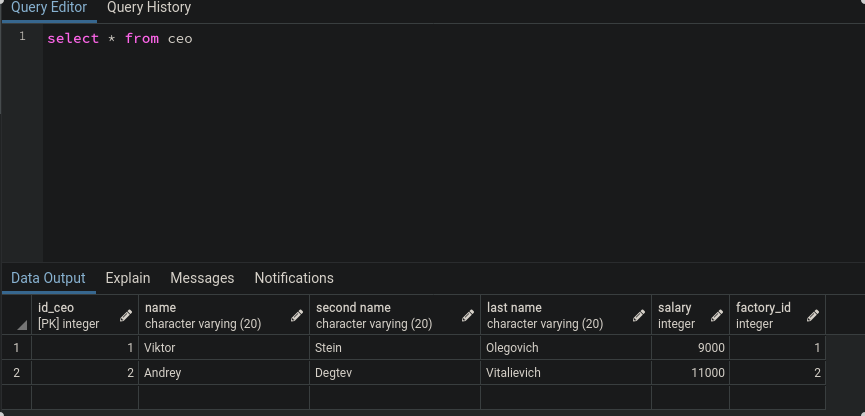 Query Editor Query History
1 select * from ceo
Data Output Explain Messages Notifications
id_ceo name second name last name salary factory_id
[PK] integer character varying (20) character varying (20) character varying (20) integer integer
1 1 Viktor Stein Olegovich 9000 1
2 2 Andrey Degtev Vitalievich 11000 2